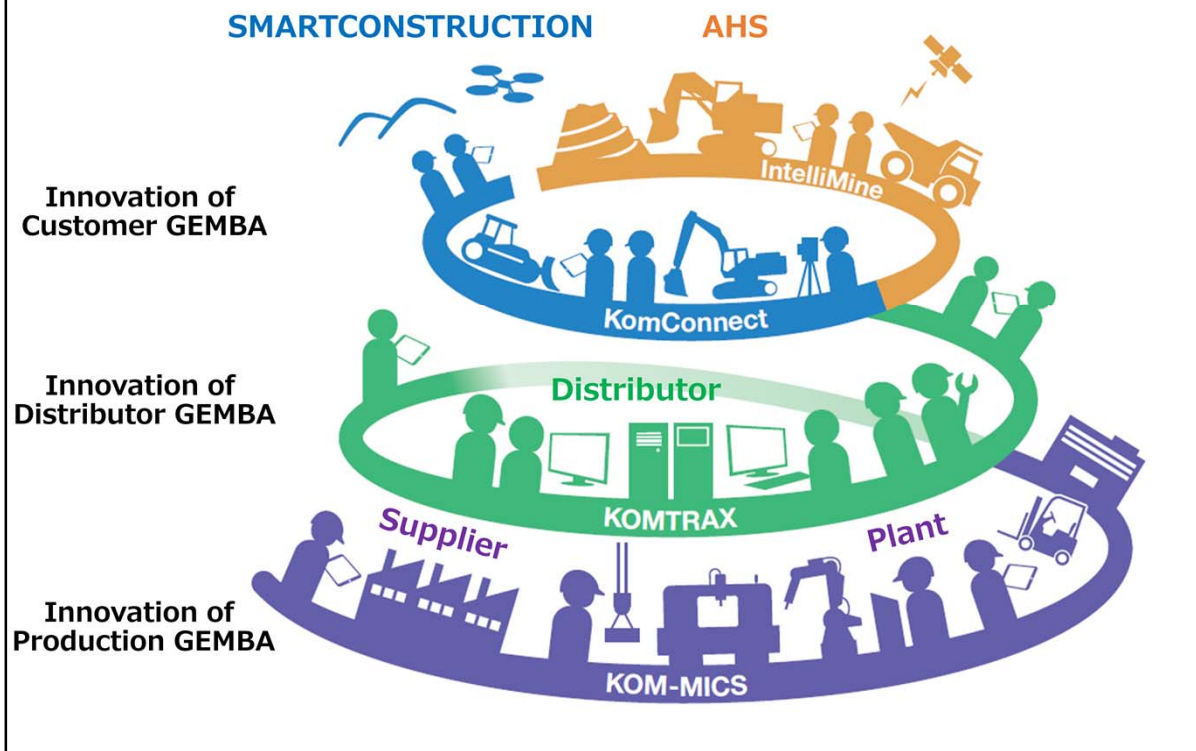 SMARTCONSTRUCTION
AHS
IntelliMine
Innovation of
Customer GEMBA
KomConnect
Innovation of
Distributor GEMBA
Distributor
KOMTRAX
Supplier
Plant
Innovation of
Production GEMBA
KOM-MICS